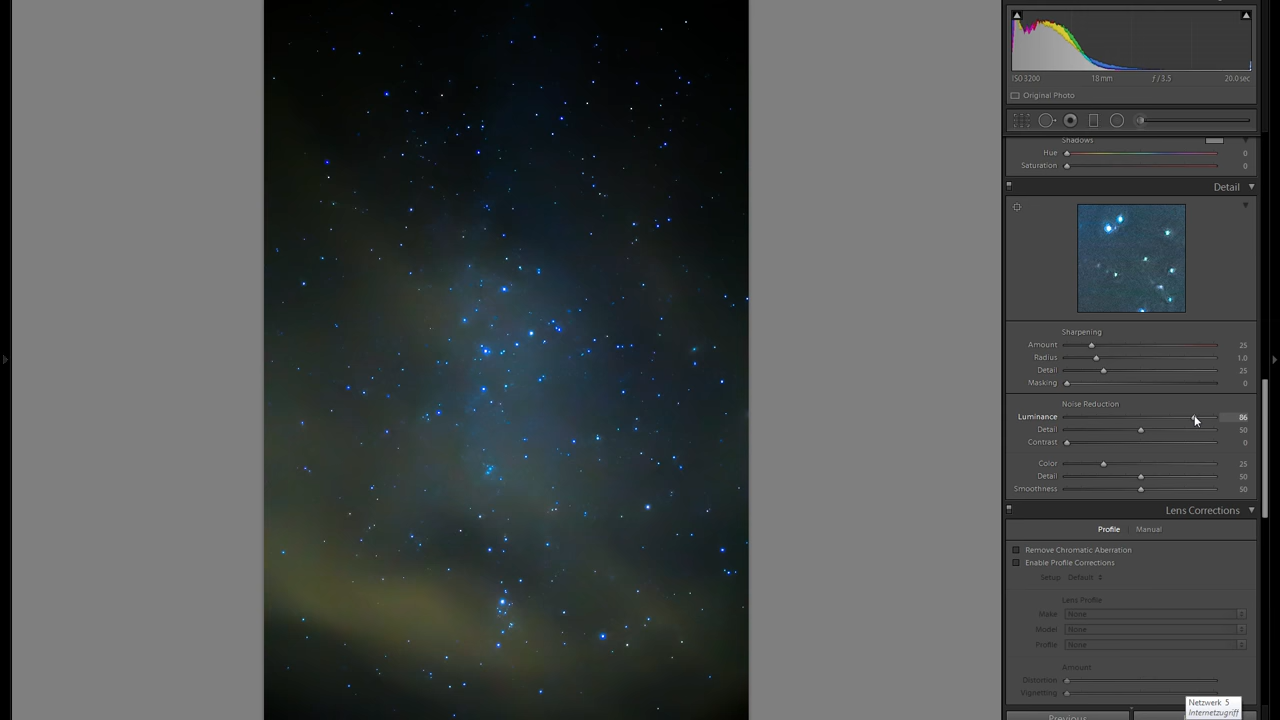 ISO 3200 18 mm ƒ / 3.5 20.0 sec
Original Photo
Shadows
Hue 0
Saturation 0
Detail
Sharpening
Amount 25
Radius 1.0
Detail 25
Masking 0
Noise Reduction
Luminance 86
Detail 50
Contrast 0
Color 25
Detail 50
Smoothness 50
Lens Corrections
Profile Manual
Remove Chromatic Aberration
Enable Profile Corrections
Setup Default
Lens Profile
Make None
Model None
Profile None
Amount
Distortion
Vignetting
Netzwerk 5
Internetzugriff
Previous